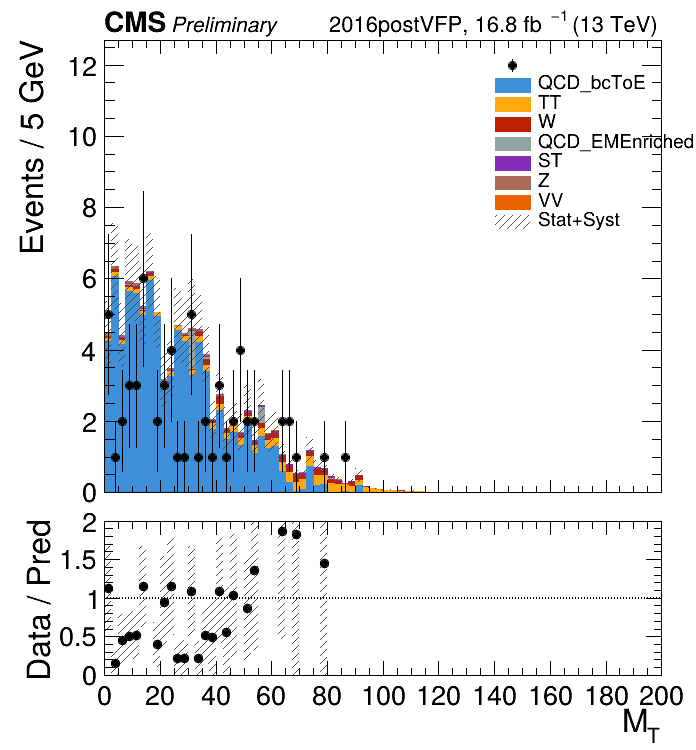 CMS Preliminary 2016postVFP, 16.8 fb⁻¹ (13 TeV)
Events / 5 GeV
12
10
8
6
4
2
0
QCD_bcToE
TT
W
QCD_EMEnriched
ST
Z
VV
Stat+Syst
Data / Pred
2
1.5
1
0.5
0
0 20 40 60 80 100 120 140 160 180 200
M_T